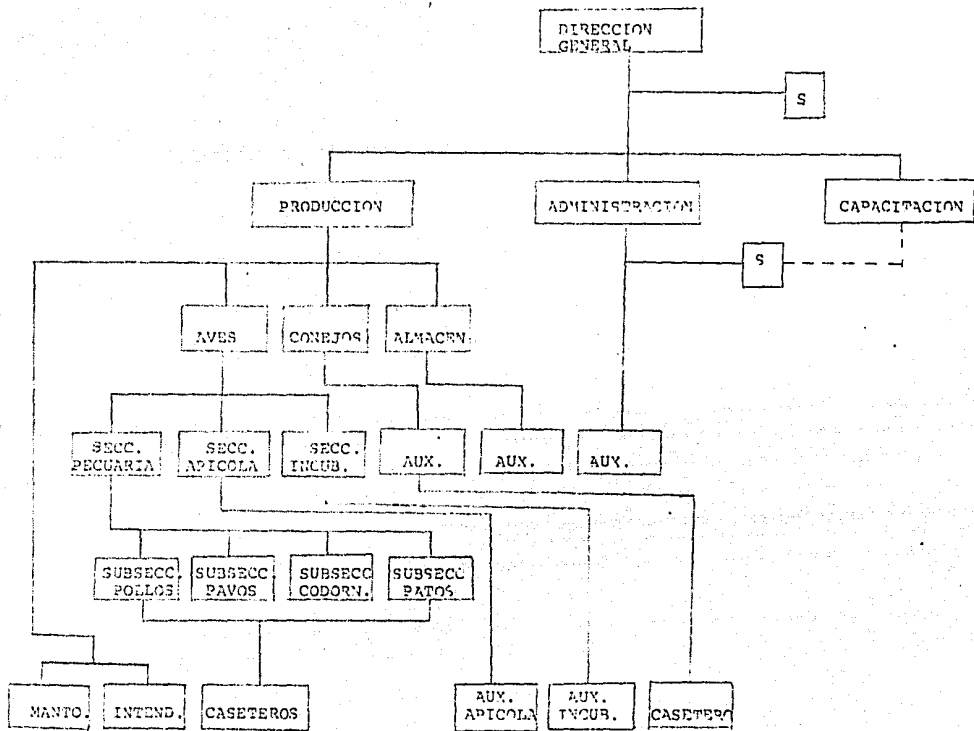 DIRECCION
GENERAL
S
PRODUCCION
ADMINISTRACION
CAPACITACION
S
AVES
CONEJOS
ALMACEN
SECC.
PECUARIA
SECC.
APICOLA
SECC.
INCUB.
AUX.
AUX.
AUX.
SUBSECC.
POLLOS
SUBSECC.
PAVOS
SUBSECC
CODORN.
SUBSECC
PATOS
MANTO.
INTEND.
CASETEROS
AUX.
APICOLA
AUX.
INCUB.
CASETERO